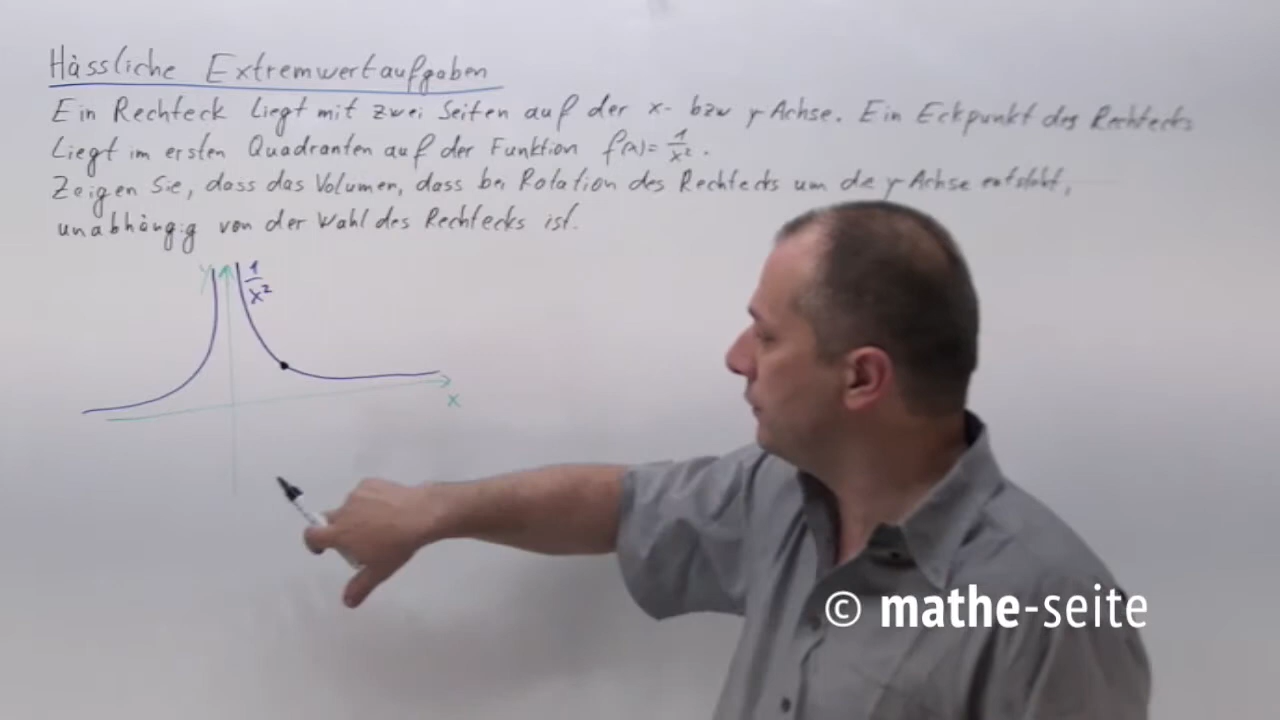 Hässliche Extremwertaufgaben
Ein Rechteck liegt mit zwei Seiten auf der x- bzw y-Achse. Ein Eckpunkt des Rechtecks
liegt im ersten Quadranten auf der Funktion f(x)=1/x².
Zeigen Sie, dass das Volumen, dass bei Rotation des Rechtecks um die y-Achse entsteht,
unabhängig von der Wahl des Rechtecks ist.
y
1/x²
x
© mathe-seite